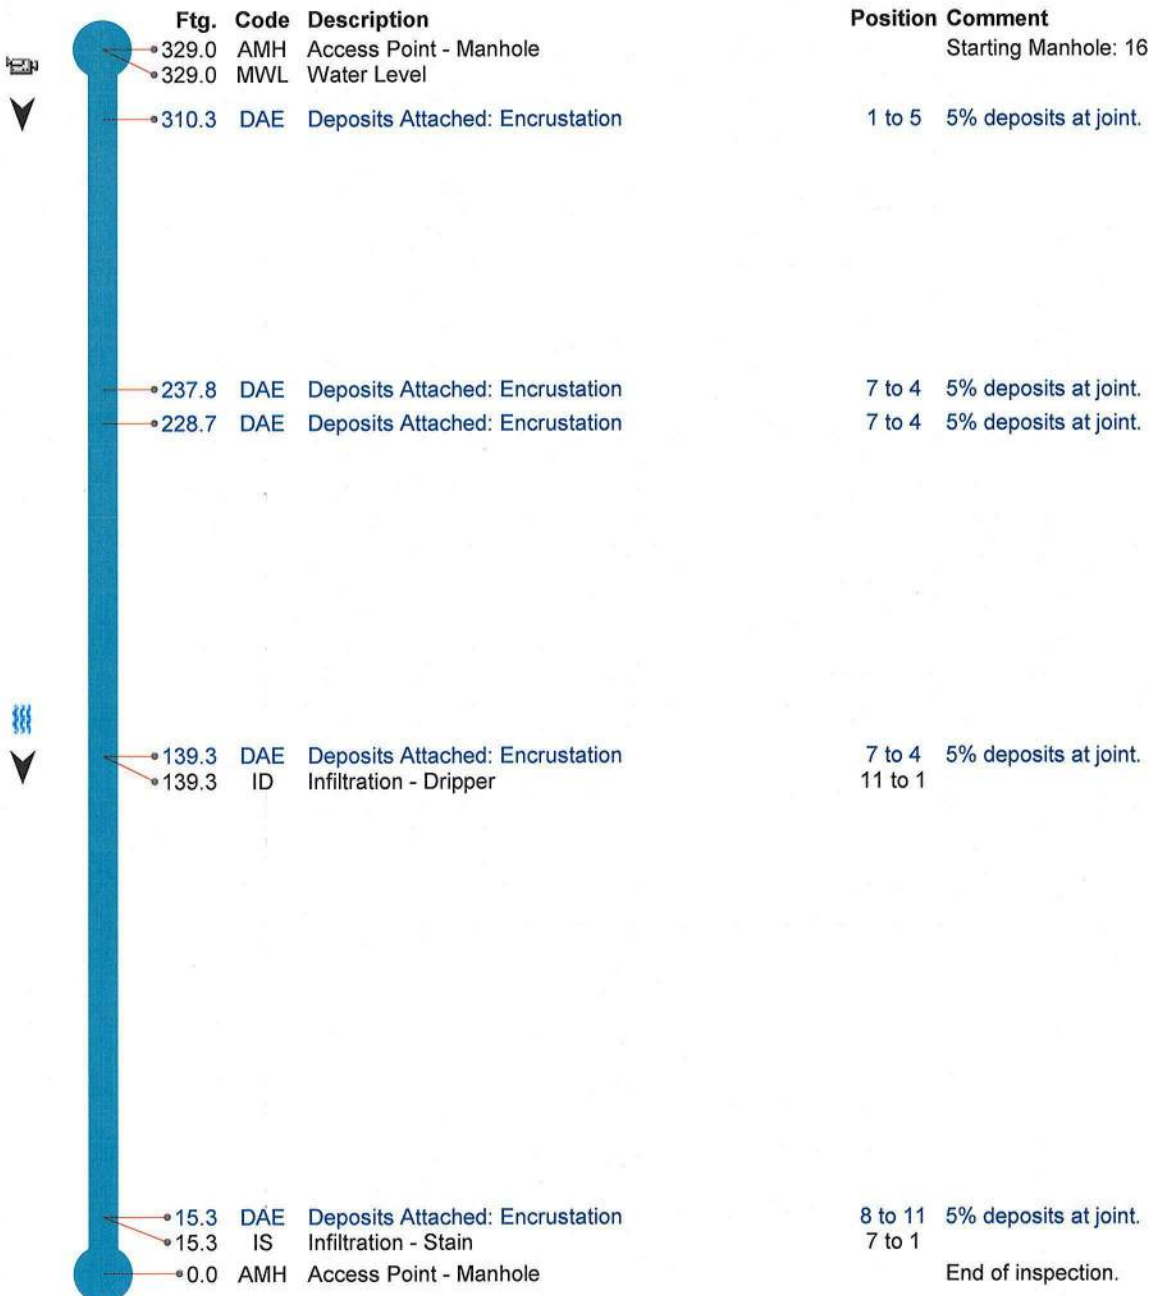 Ftg. Code Description Position Comment
329.0 AMH Access Point - Manhole Starting Manhole: 16
329.0 MWL Water Level
310.3 DAE Deposits Attached: Encrustation 1 to 5 5% deposits at joint.
237.8 DAE Deposits Attached: Encrustation 7 to 4 5% deposits at joint.
228.7 DAE Deposits Attached: Encrustation 7 to 4 5% deposits at joint.
139.3 DAE Deposits Attached: Encrustation 7 to 4 5% deposits at joint.
139.3 ID Infiltration - Dripper 11 to 1
15.3 DAE Deposits Attached: Encrustation 8 to 11 5% deposits at joint.
15.3 IS Infiltration - Stain 7 to 1
0.0 AMH Access Point - Manhole End of inspection.